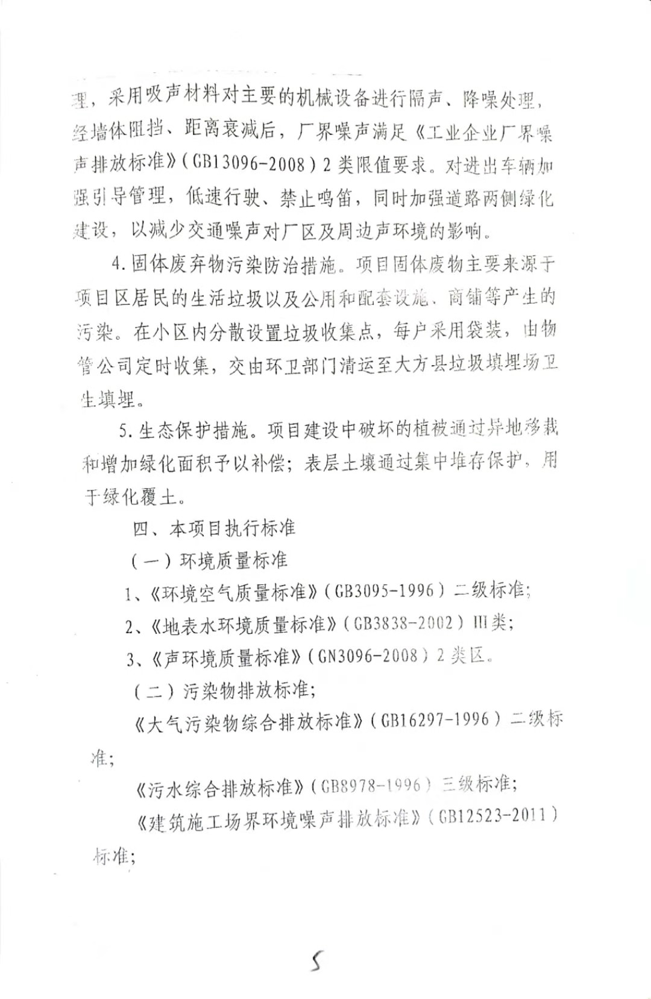 理，采用吸声材料对主要的机械设备进行隔声、降噪处理，
经墙体阻挡、距离衰减后，厂界噪声满足《工业企业厂界噪
声排放标准》(GB13096-2008)2类限值要求。对进出车辆加
强引导管理，低速行驶、禁止鸣笛，同时加强道路两侧绿化
建设，以减少交通噪声对厂区及周边声环境的影响。
4.固体废弃物污染防治措施。项目固体废物主要来源于
项目区居民的生活垃圾以及公用和配套设施、商铺等产生的
污染。在小区内分散设置垃圾收集点，每户采用袋装，由物
管公司定时收集，交由环卫部门清运至大方县垃圾填埋场卫
生填埋。
5.生态保护措施。项目建设中破坏的植被通过异地移栽
和增加绿化面积予以补偿；表层土壤通过集中堆存保护，用
于绿化覆土。
四、本项目执行标准
(一)环境质量标准
1、《环境空气质量标准》(GB3095-1996)二级标准；
2、《地表水环境质量标准》(GB3838-2002)III类；
3、《声环境质量标准》(GN3096-2008)2类区。
(二)污染物排放标准；
《大气污染物综合排放标准》(GB16297-1996)二级标
准；
《污水综合排放标准》(GB8978-1996)三级标准；
《建筑施工场界环境噪声排放标准》(GB12523-2011)
标准；
5